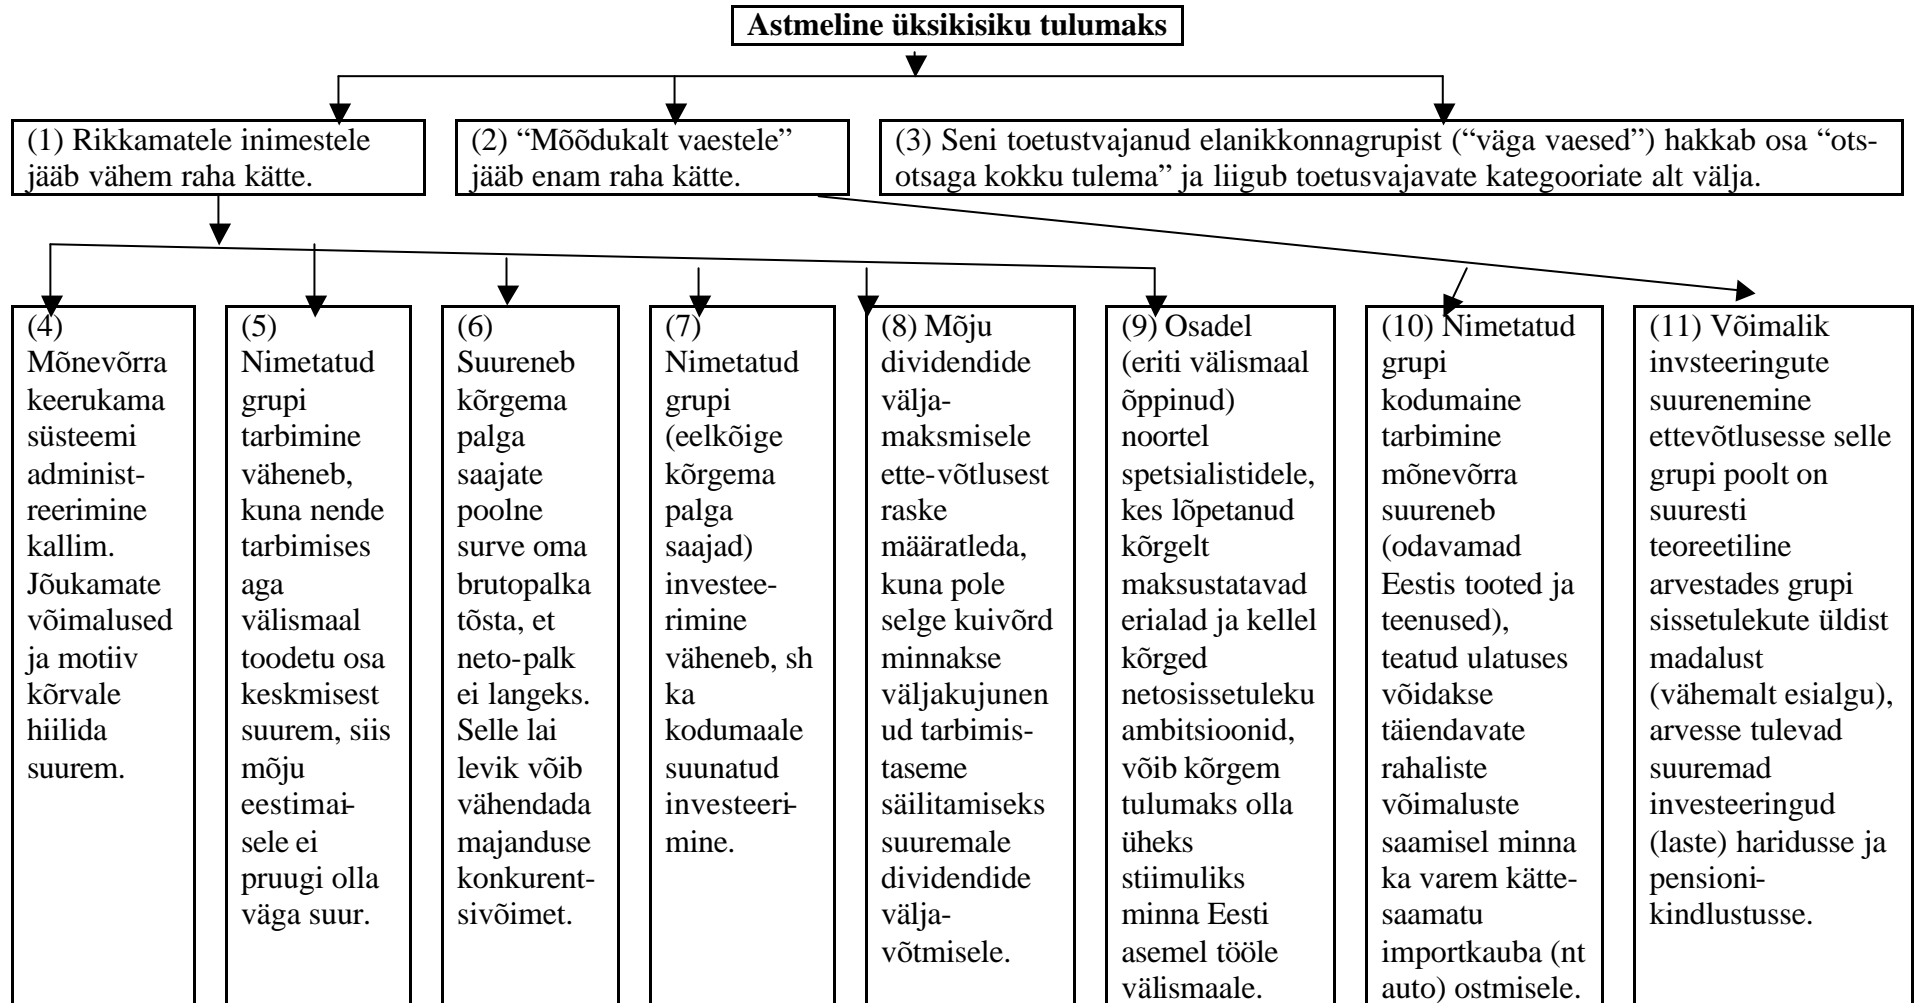 Astmeline üksikisiku tulumaks
(1) Rikkamatele inimestele
jääb vähem raha kätte.
(2) “Mõõdukalt vaestele”
jääb enam raha kätte.
(3) Seni toetustvajanud elanikkonnagrupist (“väga vaesed”) hakkab osa “ots-
otsaga kokku tulema” ja liigub toetusvajavate kategooriate alt välja.
(4)
Mõnevõrra
keerukama
süsteemi
administ-
reerimine
kallim.
Jõukamate
võimalused
ja motiiv
kõrvale
hiilida
suurem.
(5)
Nimetatud
grupi
tarbimine
väheneb,
kuna nende
tarbimises
aga
välismaal
toodetu osa
keskmisest
suurem, siis
mõju
eestimai-
sele ei
pruugi olla
väga suur.
(6)
Suureneb
kõrgema
palga
saajate
poolne
surve oma
brutopalka
tõsta, et
neto-palk
ei langeks.
Selle lai
levik võib
vähendada
majanduse
konkurent-
sivõimet.
(7)
Nimetatud
grupi
(eelkõige
kõrgema
palga
saajad)
investee-
rimine
väheneb, sh
ka
kodumaale
suunatud
investeeri-
mine.
(8) Mõju
dividendide
välja-
maksmisele
ette-võtlusest
raske
määratleda,
kuna pole
selge kuivõrd
minnakse
väljakujunen
ud tarbimis-
taseme
säilitamiseks
suuremale
dividendide
välja-
võtmisele.
(9) Osadel
(eriti välismaal
õppinud)
noortel
spetsialistidele,
kes lõpetanud
kõrgelt
maksustatavad
erialad ja kellel
kõrged
netosissetuleku
ambitsioonid,
võib kõrgem
tulumaks olla
üheks
stiimuliks
minna Eesti
asemel tööle
välismaale.
(10) Nimetatud
grupi
kodumaine
tarbimine
mõnevõrra
suureneb
(odavamad
Eestis tooted ja
teenused),
teatud ulatuses
võidakse
täiendavate
rahaliste
võimaluste
saamisel minna
ka varem kätte-
saamatu
importkauba (nt
auto) ostmisele.
(11) Võimalik
invsteeringute
suurenemine
ettevõtlusesse selle
grupi poolt on
suuresti
teoreetiline
arvestades grupi
sissetulekute üldist
madalust
(vähemalt esialgu),
arvesse tulevad
suuremad
investeeringud
(laste) haridusse ja
pensioni-
kindlustusse.